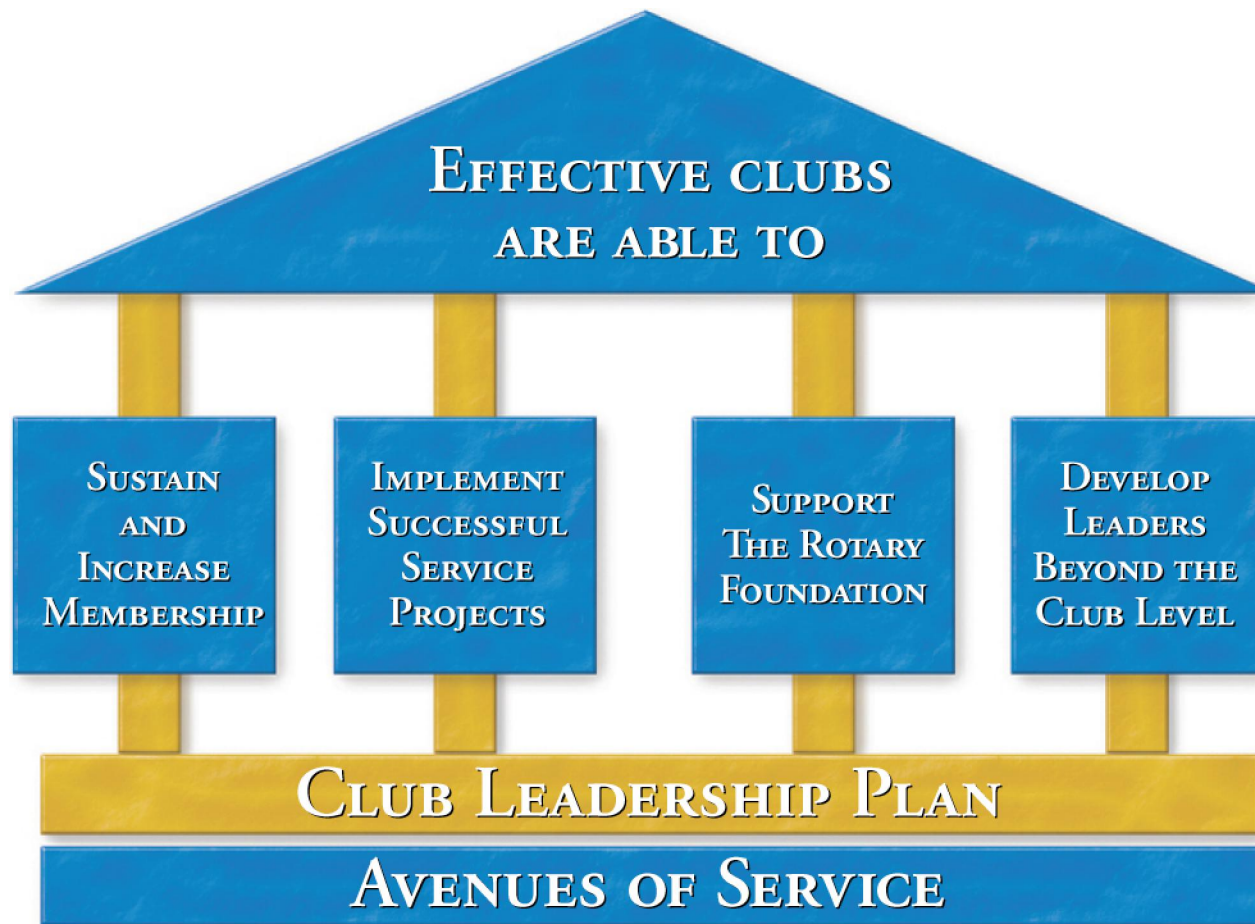 Effective clubs
are able to
Sustain
and
Increase
Membership
Implement
Successful
Service
Projects
Support
The Rotary
Foundation
Develop
Leaders
Beyond the
Club Level
Club Leadership Plan
Avenues of Service